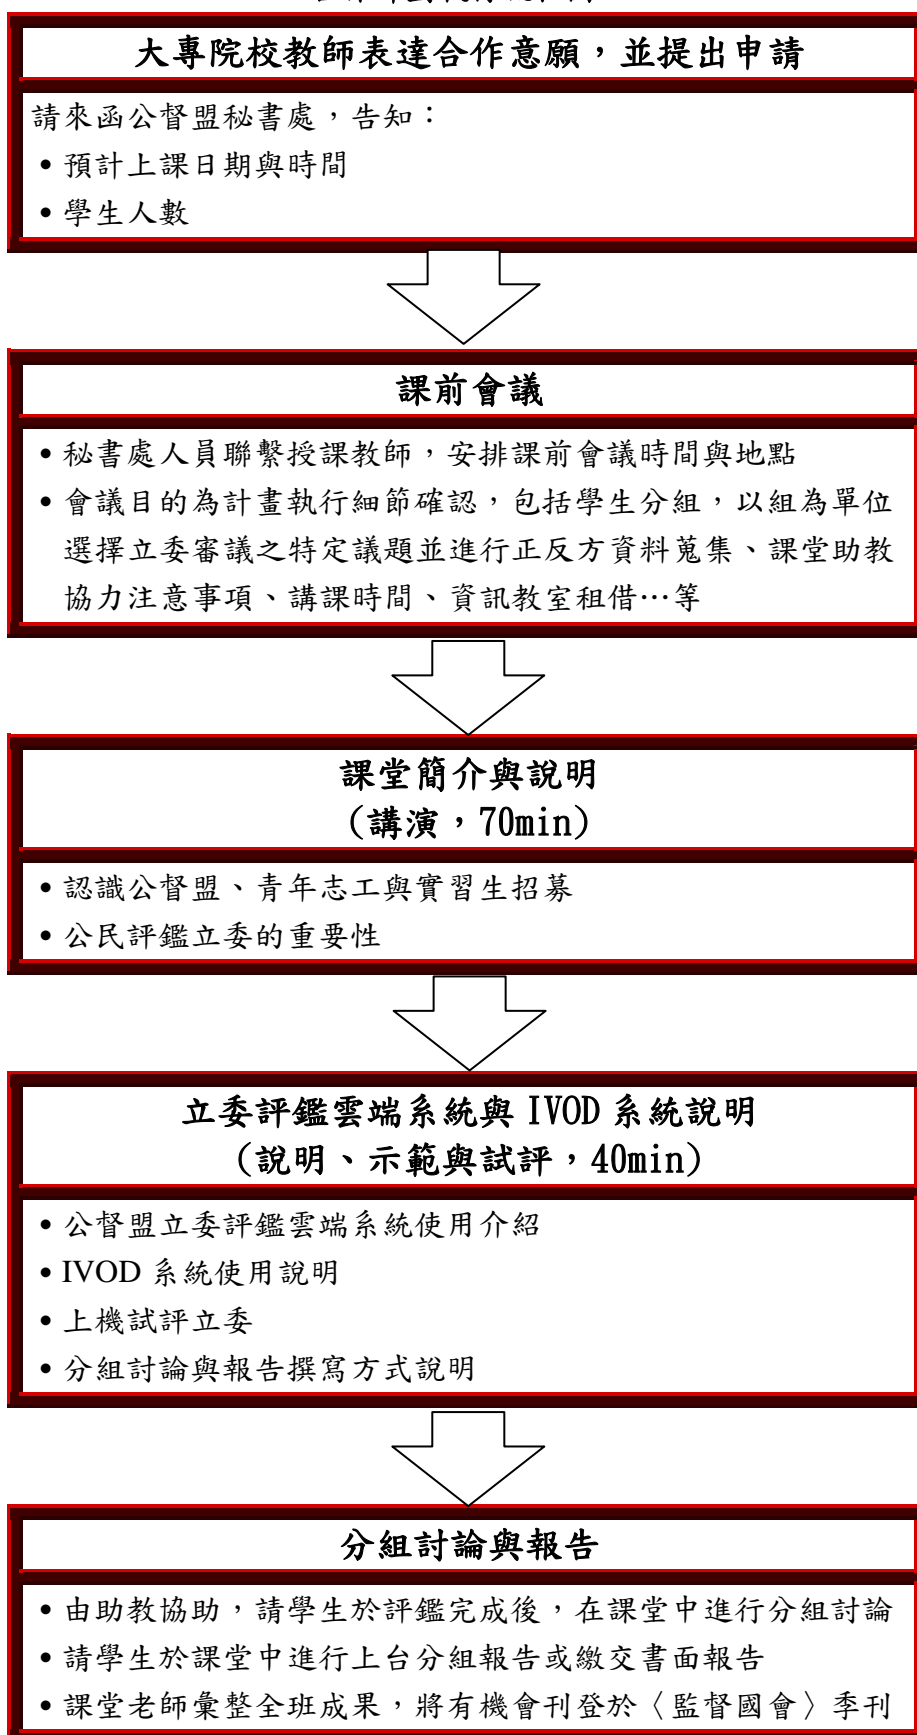 大專院校教師表達合作意願，並提出申請
請來函公督盟秘書處，告知：
•預計上課日期與時間
•學生人數
課前會議
•秘書處人員聯繫授課教師，安排課前會議時間與地點
•會議目的為計畫執行細節確認，包括學生分組，以組為單位
選擇立委審議之特定議題並進行正反方資料蒐集、課堂助教
協力注意事項、講課時間、資訊教室租借…等
課堂簡介與說明
(講演，70min)
•認識公督盟、青年志工與實習生招募
•公民評鑑立委的重要性
立委評鑑雲端系統與 IVOD 系統說明
(說明、示範與試評，40min)
•公督盟立委評鑑雲端系統使用介紹
•IVOD 系統使用說明
•上機試評立委
•分組討論與報告撰寫方式說明
分組討論與報告
•由助教協助，請學生於評鑑完成後，在課堂中進行分組討論
•請學生於課堂中進行上台分組報告或繳交書面報告
•課堂老師彙整全班成果，將有機會刊登於〈監督國會〉季刊